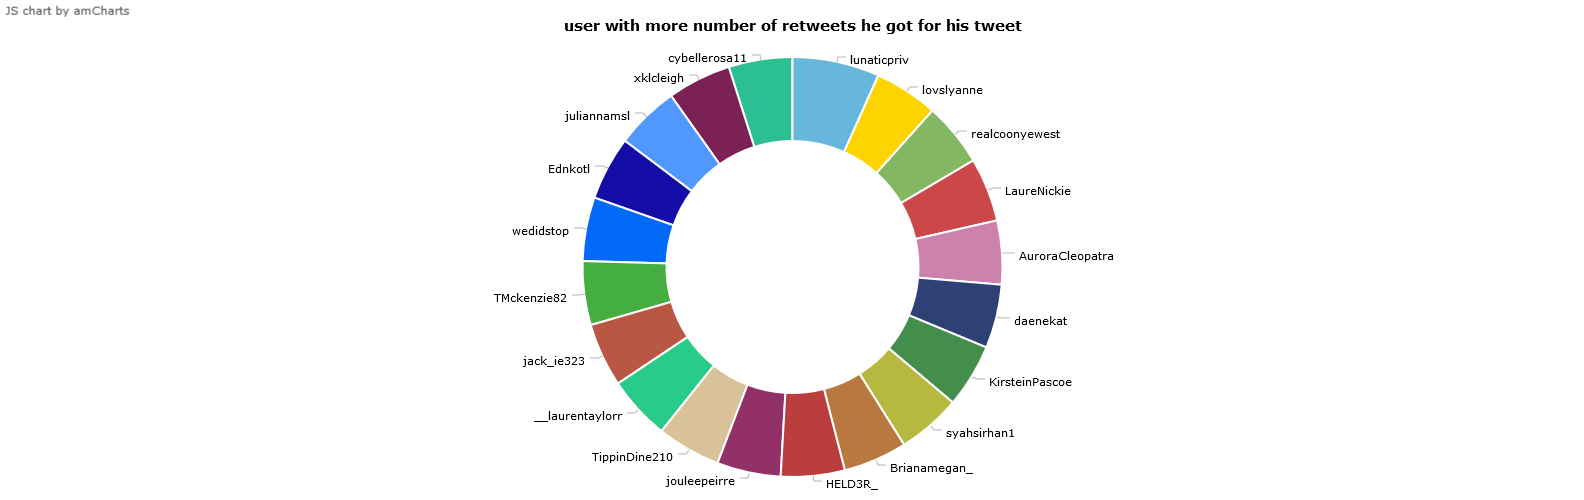 JS chart by amCharts
user with more number of retweets he got for his tweet
cybellerosa11
lunaticpriv
xklcleigh
lovslyanne
juliannamsl
realcoonyewest
Ednkotl
LaureNickie
wedidstop
AuroraCleopatra
TMckenzie82
daenekat
jack_ie323
KirsteinPascoe
__laurentaylorr
syahsirhan1
TippinDine210
Brianamegan_
jouleepeirre
HELD3R_